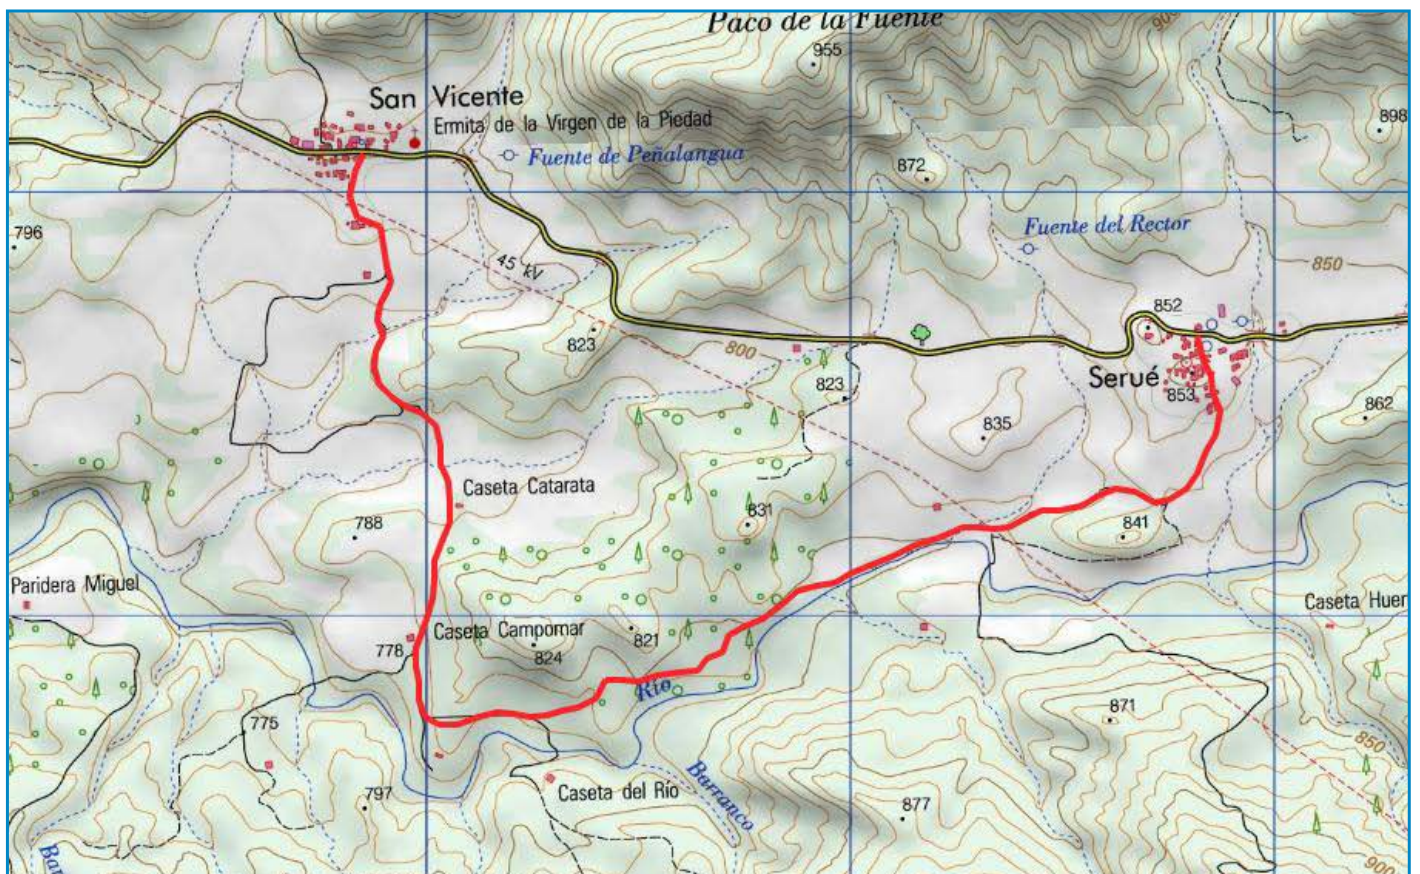 Paco de la Fuente
900
955
San Vicente
Ermita de la Virgen de la Piedad
898
Fuente de Peñalangua
872
796
Fuente del Rector
45 kV
850
852
823
800
Serué
823
853
862
835
Caseta Catarata
831
841
788
Paridera Miguel
Caseta Huer
Caseta Campomar
821
778
824
Río
871
775
850
Barranco
Caseta del Río
797
877
Bar
900